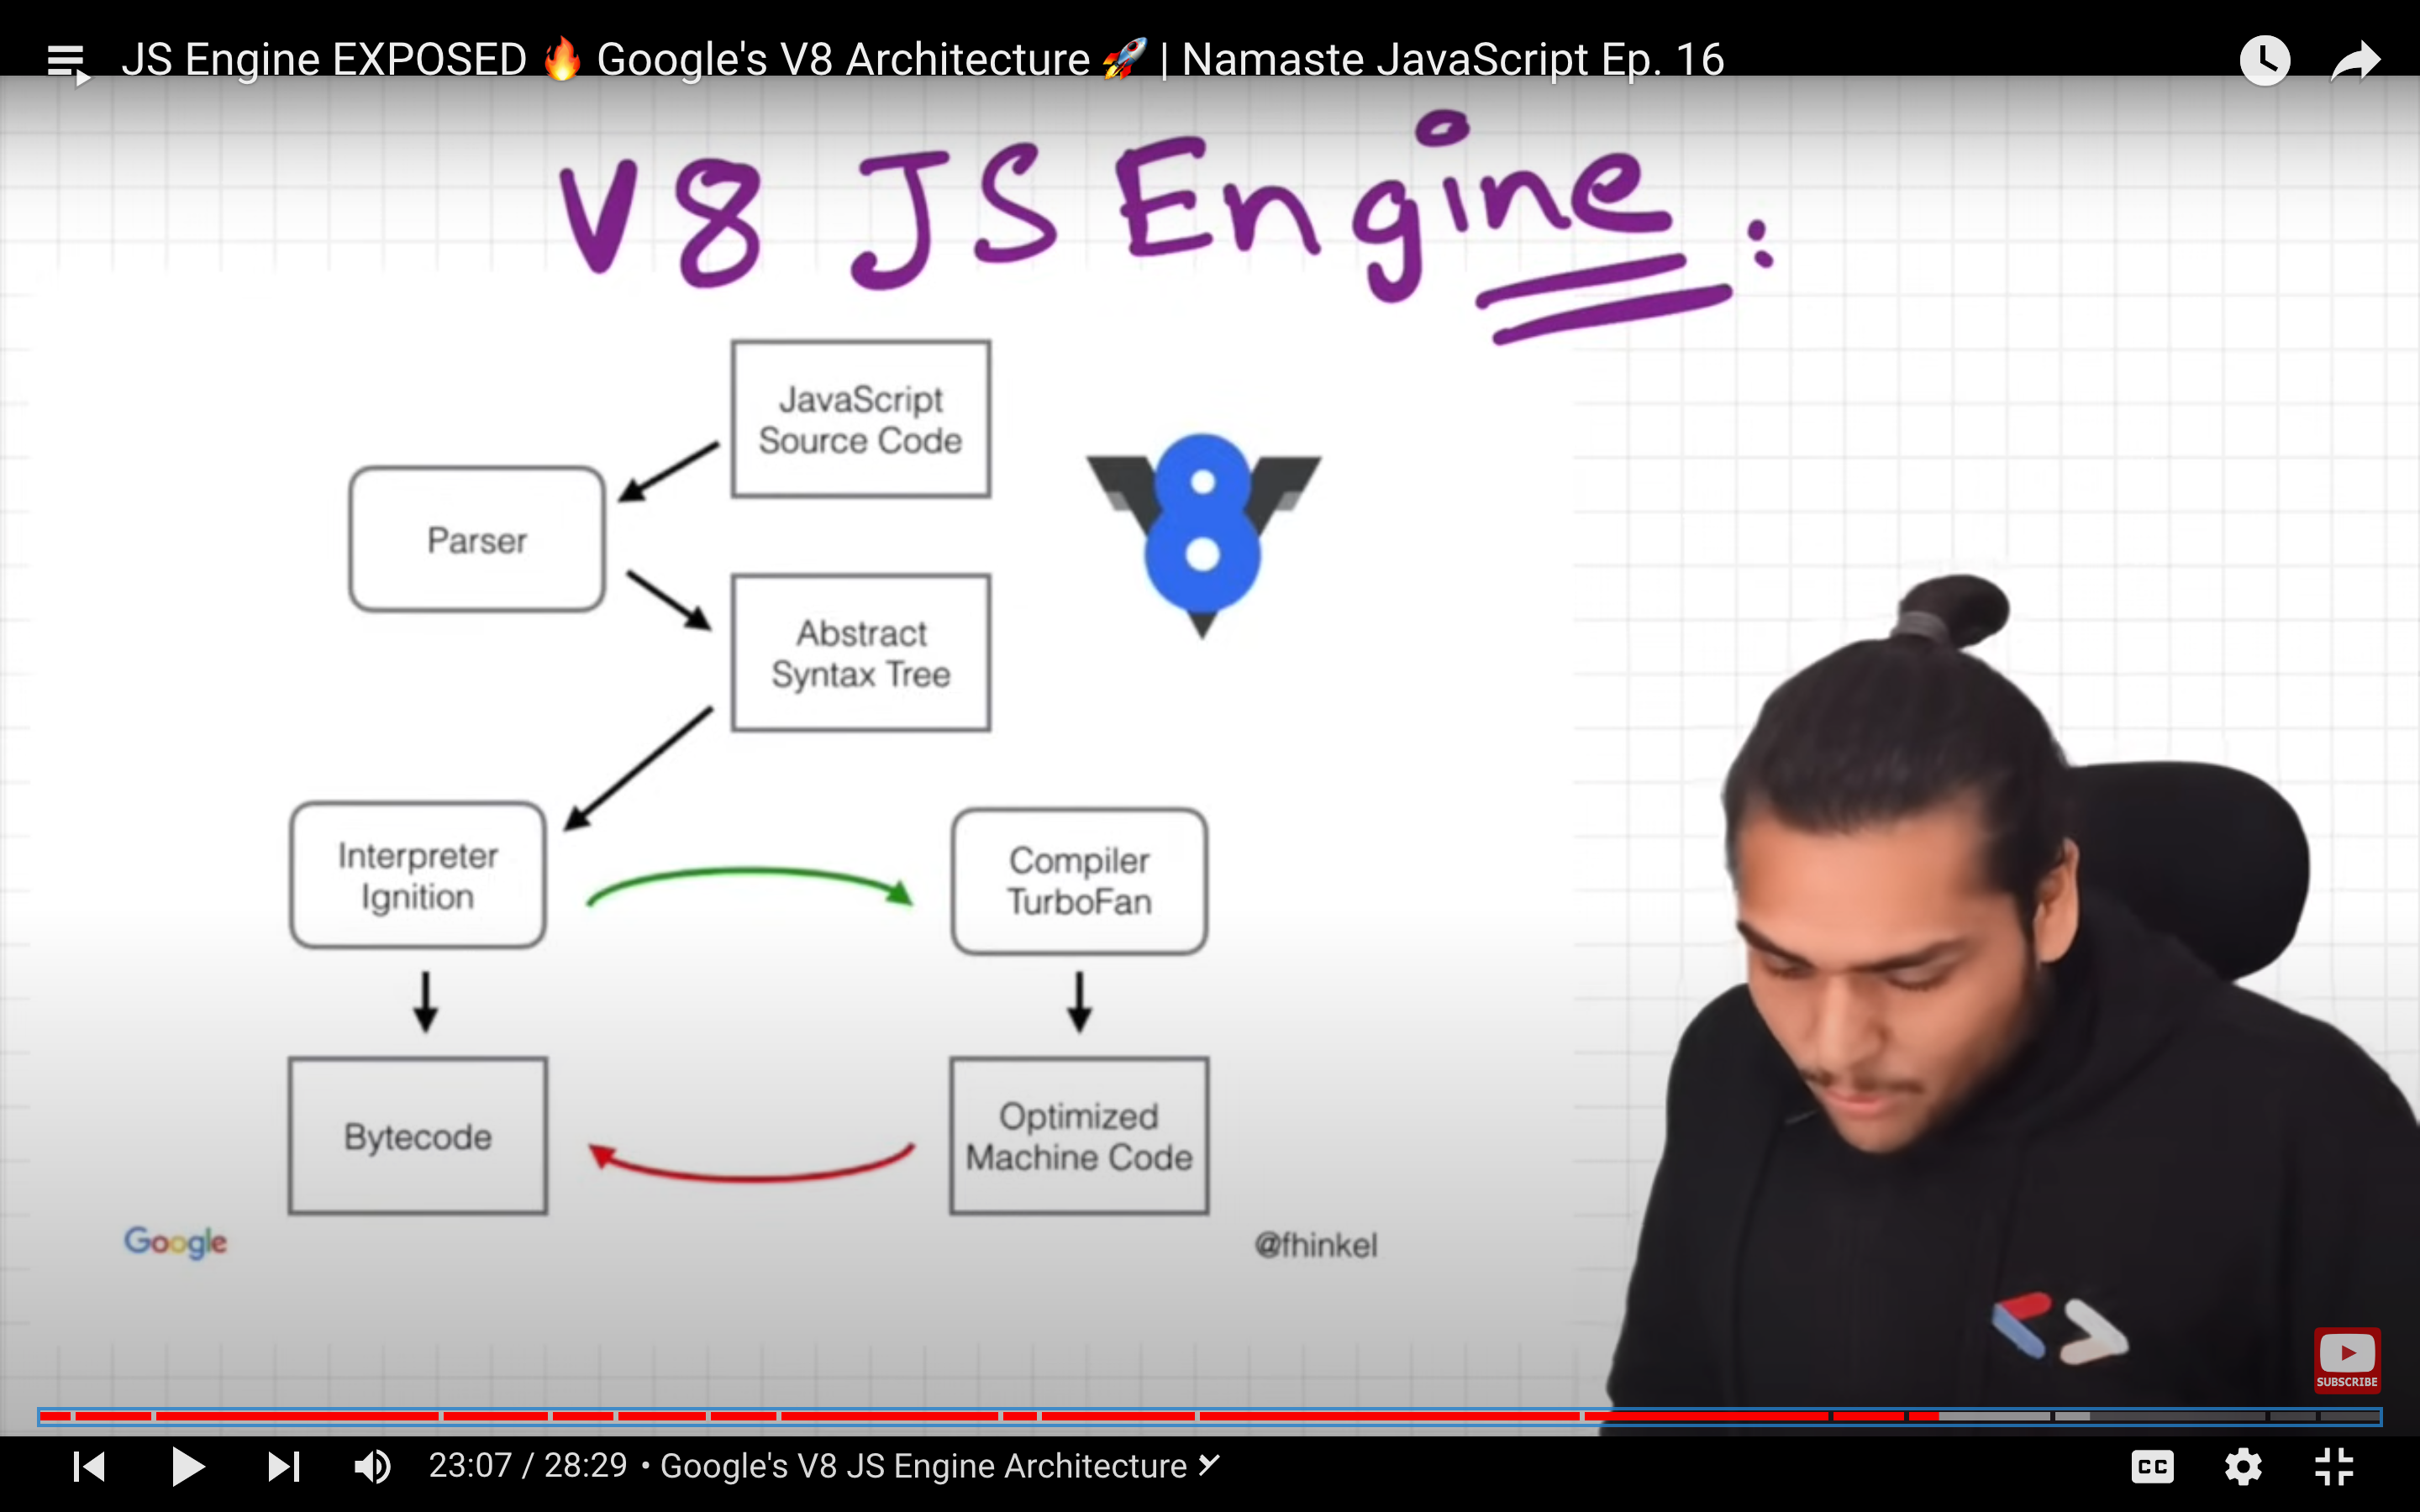 JS Engine EXPOSED 🔥 Google's V8 Architecture 🚀 | Namaste JavaScript Ep. 16
V8 JS Engine :
JavaScript
Source Code
Parser
Abstract
Syntax Tree
Interpreter
Ignition
Compiler
TurboFan
Bytecode
Optimized
Machine Code
Google
@fhinkel
SUBSCRIBE
23:07 / 28:29 • Google's V8 JS Engine Architecture
CC